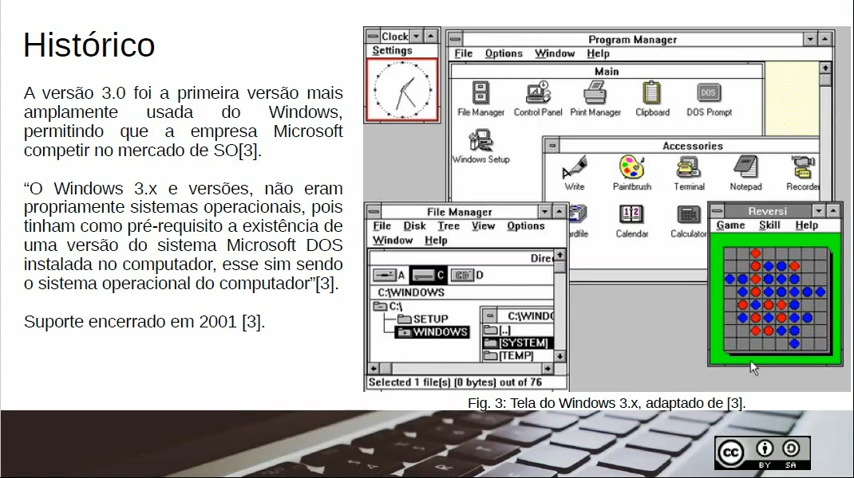 Histórico
A versão 3.0 foi a primeira versão mais
amplamente usada do Windows,
permitindo que a empresa Microsoft
competir no mercado de SO[3].
“O Windows 3.x e versões, não eram
propriamente sistemas operacionais, pois
tinham como pré-requisito a existência de
uma versão do sistema Microsoft DOS
instalada no computador, esse sim sendo
o sistema operacional do computador”[3].
Suporte encerrado em 2001 [3].
Clock
Settings
Program Manager
File Options Window Help
Main
File Manager Control Panel Print Manager Clipboard DOS Prompt
DOS
Windows Setup
Accessories
Write Paintbrush Terminal Notepad Recorder
Calendar Calculator
File Manager
File Disk Tree View Options
Window Help
A C D
C:\WINDOWS
C:\
SETUP
WINDOWS
C:\WIND
[..]
[SYSTEM]
[TEMP]
Selected 1 file(s) (0 bytes) out of 76
Reversi
Game Skill Help
Fig. 3: Tela do Windows 3.x, adaptado de [3].
cc
BY SA